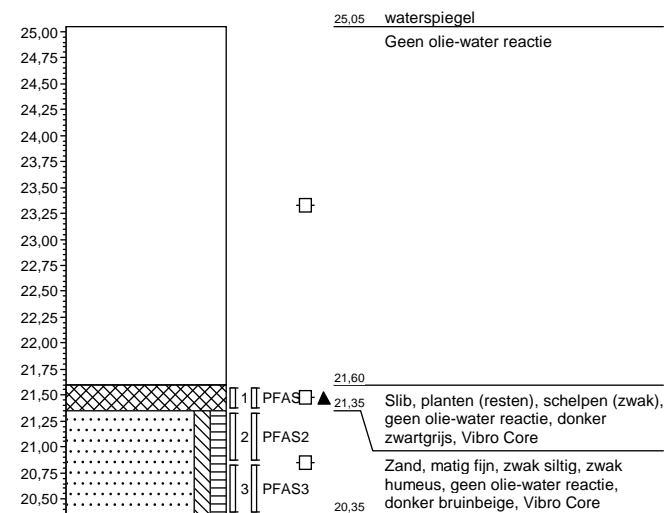 25,05 waterspiegel
Geen olie-water reactie
25,00
24,75
24,50
24,25
24,00
23,75
23,50
23,25
23,00
22,75
22,50
22,25
22,00
21,75
21,50
21,25
21,00
20,75
20,50
1 PFAS
2 PFAS2
3 PFAS3
21,60
21,35 Slib, planten (resten), schelpen (zwak),
geen olie-water reactie, donker
zwartgrijs, Vibro Core
Zand, matig fijn, zwak siltig, zwak
humeus, geen olie-water reactie,
20,35 donker bruinbeige, Vibro Core